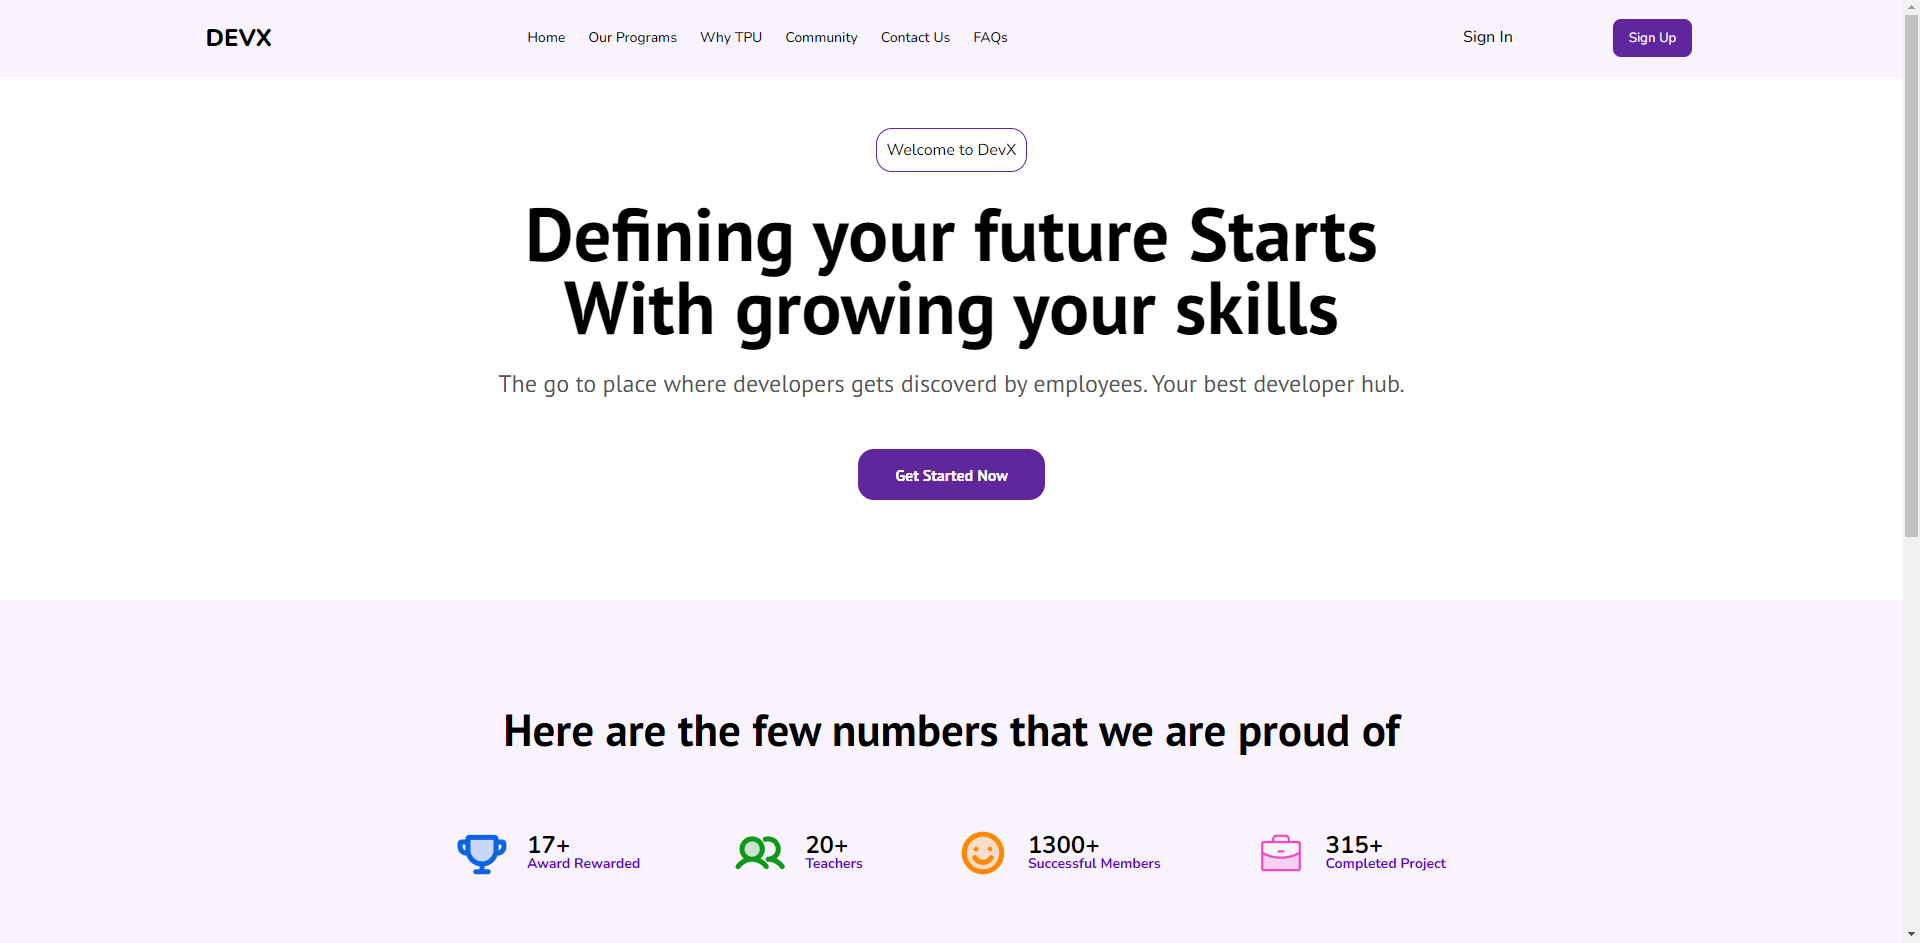 DEVX
Home Our Programs Why TPU Community Contact Us FAQs
Sign In
Sign Up
Welcome to DevX
Defining your future Starts
With growing your skills
The go to place where developers gets discoverd by employees. Your best developer hub.
Get Started Now
Here are the few numbers that we are proud of
17+
Award Rewarded
20+
Teachers
1300+
Successful Members
315+
Completed Project